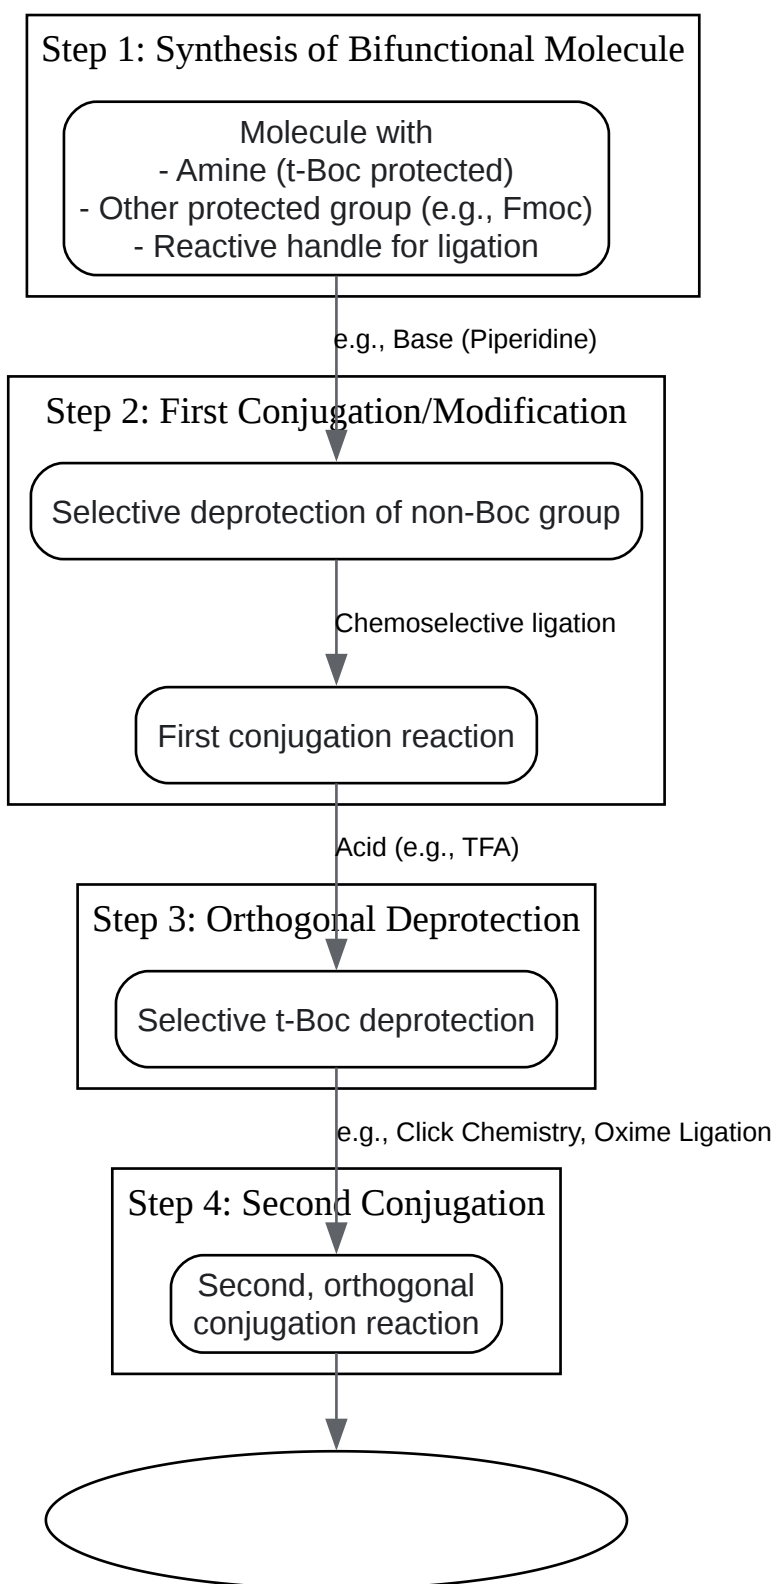 Step 1: Synthesis of Bifunctional Molecule
Molecule with
- Amine (t-Boc protected)
- Other protected group (e.g., Fmoc)
- Reactive handle for ligation
e.g., Base (Piperidine)
Step 2: First Conjugation/Modification
Selective deprotection of non-Boc group
Chemoselective ligation
First conjugation reaction
Acid (e.g., TFA)
Step 3: Orthogonal Deprotection
Selective t-Boc deprotection
e.g., Click Chemistry, Oxime Ligation
Step 4: Second Conjugation
Second, orthogonal
conjugation reaction